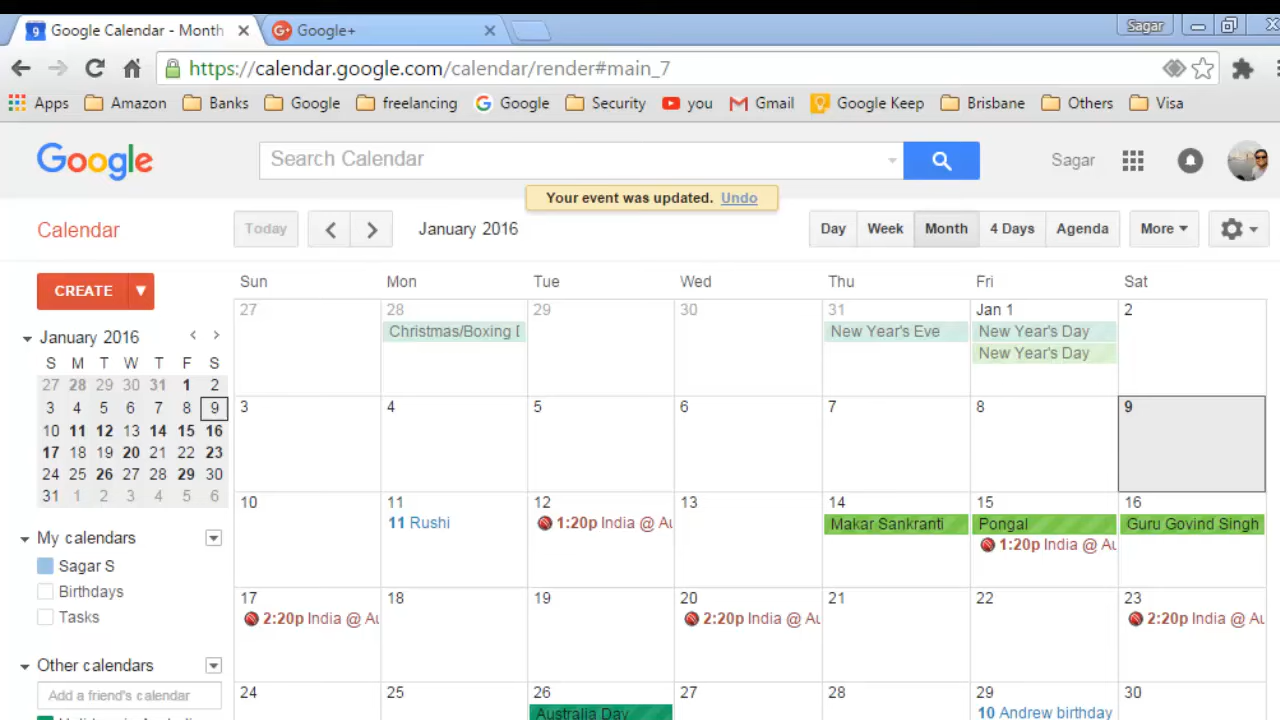 Google Calendar - Month
Google+
Sagar
https://calendar.google.com/calendar/render#main_7
Apps Amazon Banks Google freelancing Google Security you Gmail Google Keep Brisbane Others Visa
Google
Search Calendar
Sagar
Your event was updated. Undo
Calendar
Today
January 2016
Day Week Month 4 Days Agenda
More
CREATE
January 2016
S M T W T F S
27 28 29 30 31 1 2
3 4 5 6 7 8 9
10 11 12 13 14 15 16
17 18 19 20 21 22 23
24 25 26 27 28 29 30
31 1 2 3 4 5 6
My calendars
Sagar S
Birthdays
Tasks
Other calendars
Add a friend's calendar
Sun Mon Tue Wed Thu Fri Sat
27 28 29 30 31 Jan 1 2
Christmas/Boxing New Year's Eve New Year's Day
New Year's Day
3 4 5 6 7 8 9
10 11 12 13 14 15 16
11 Rushi 1:20p India @ Au Makar Sankranti Pongal Guru Govind Singh
1:20p India @ Au
17 18 19 20 21 22 23
2:20p India @ Au 2:20p India @ Au 2:20p India @ Au
24 25 26 27 28 29 30
Australia Day 10 Andrew birthday